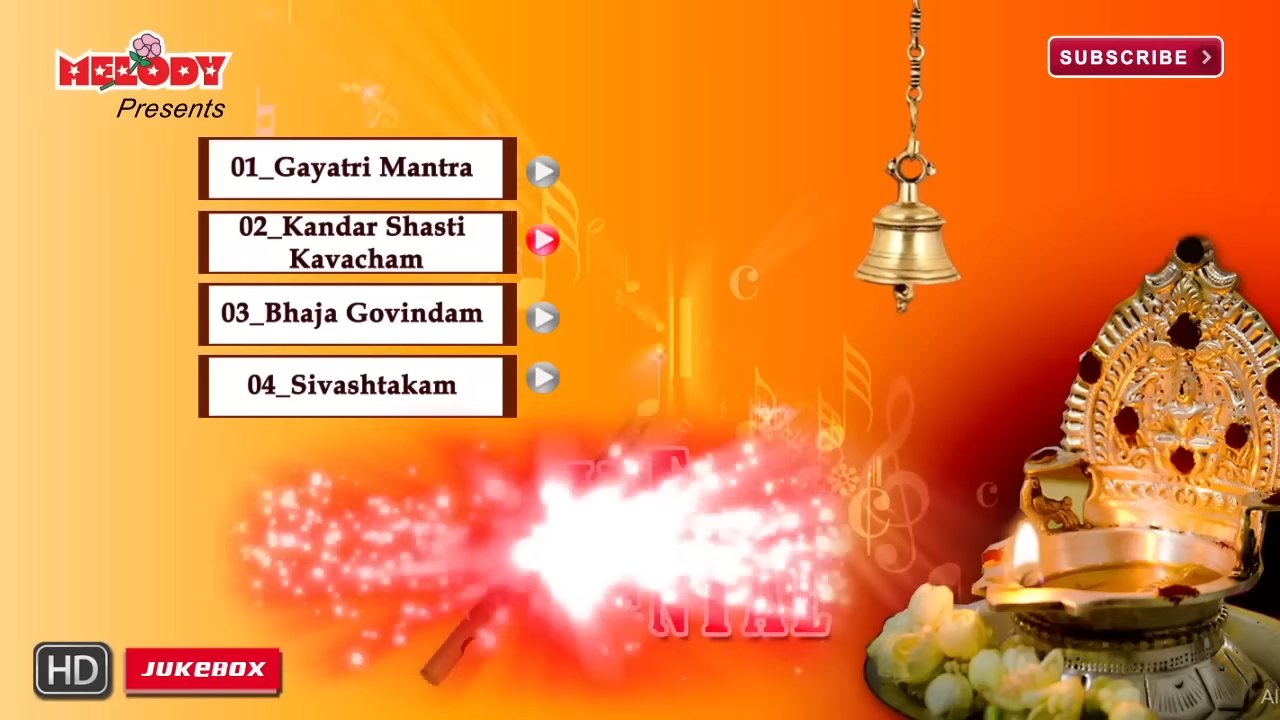 MELODY
Presents
SUBSCRIBE
01_Gayatri Mantra
02_Kandar Shasti
Kavacham
03_Bhaja Govindam
04_Sivashtakam
HD
JUKEBOX